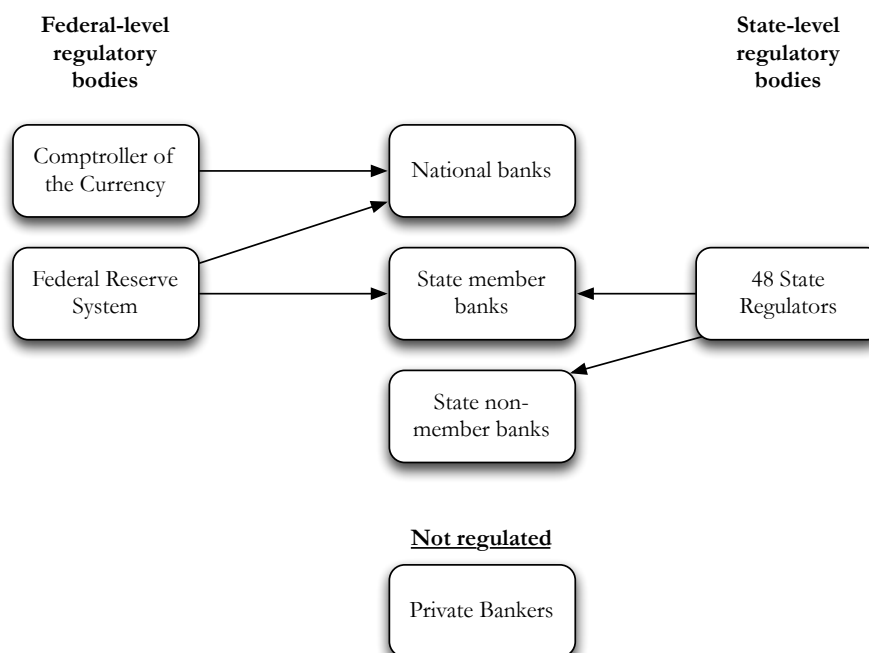 Federal-level
regulatory
bodies
State-level
regulatory
bodies
Comptroller of
the Currency
National banks
Federal Reserve
System
State member
banks
48 State
Regulators
State non-
member banks
Not regulated
Private Bankers